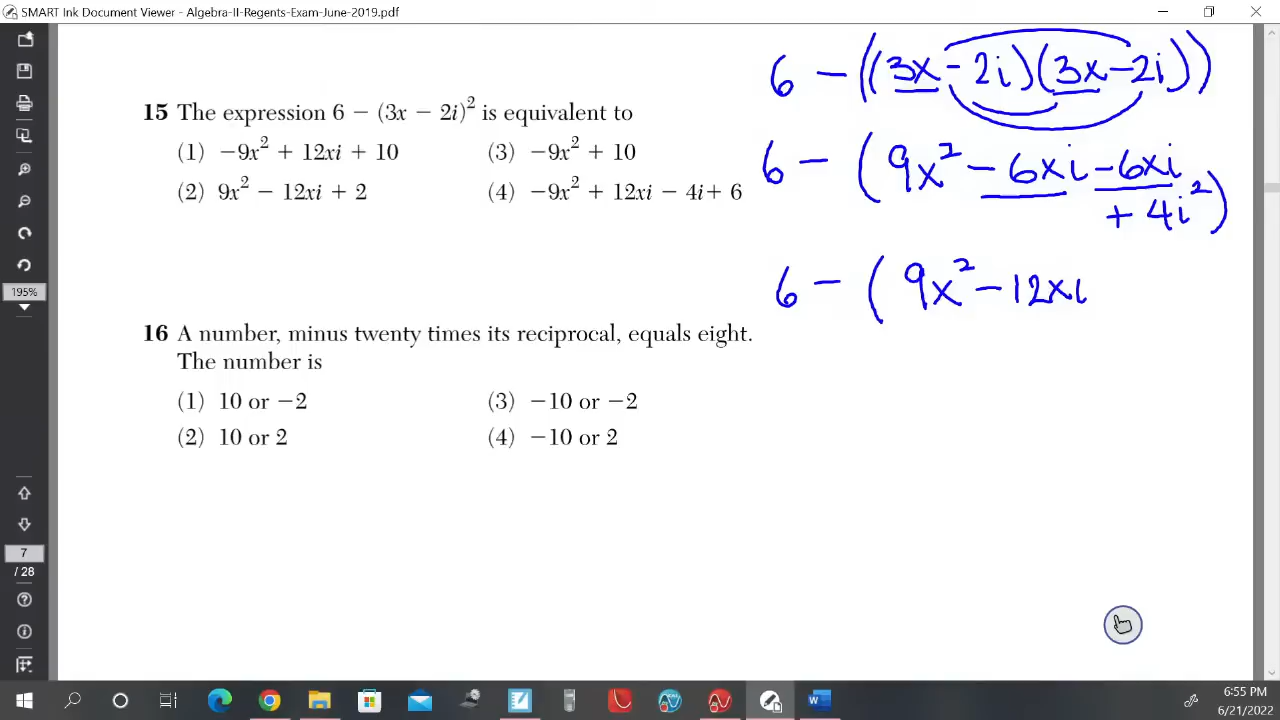 SMART Ink Document Viewer - Algebra-II-Regents-Exam-June-2019.pdf
6 - ((3x - 2i)(3x - 2i))
15 The expression 6 − (3x − 2i)² is equivalent to
(1) −9x² + 12xi + 10
(3) −9x² + 10
(2) 9x² − 12xi + 2
(4) −9x² + 12xi − 4i + 6
6 - (9x² - 6xi - 6xi
+ 4i²)
6 - (9x² - 12xi
195%
16 A number, minus twenty times its reciprocal, equals eight.
The number is
(1) 10 or −2
(3) −10 or −2
(2) 10 or 2
(4) −10 or 2
7
/ 28
6:55 PM
6/21/2022